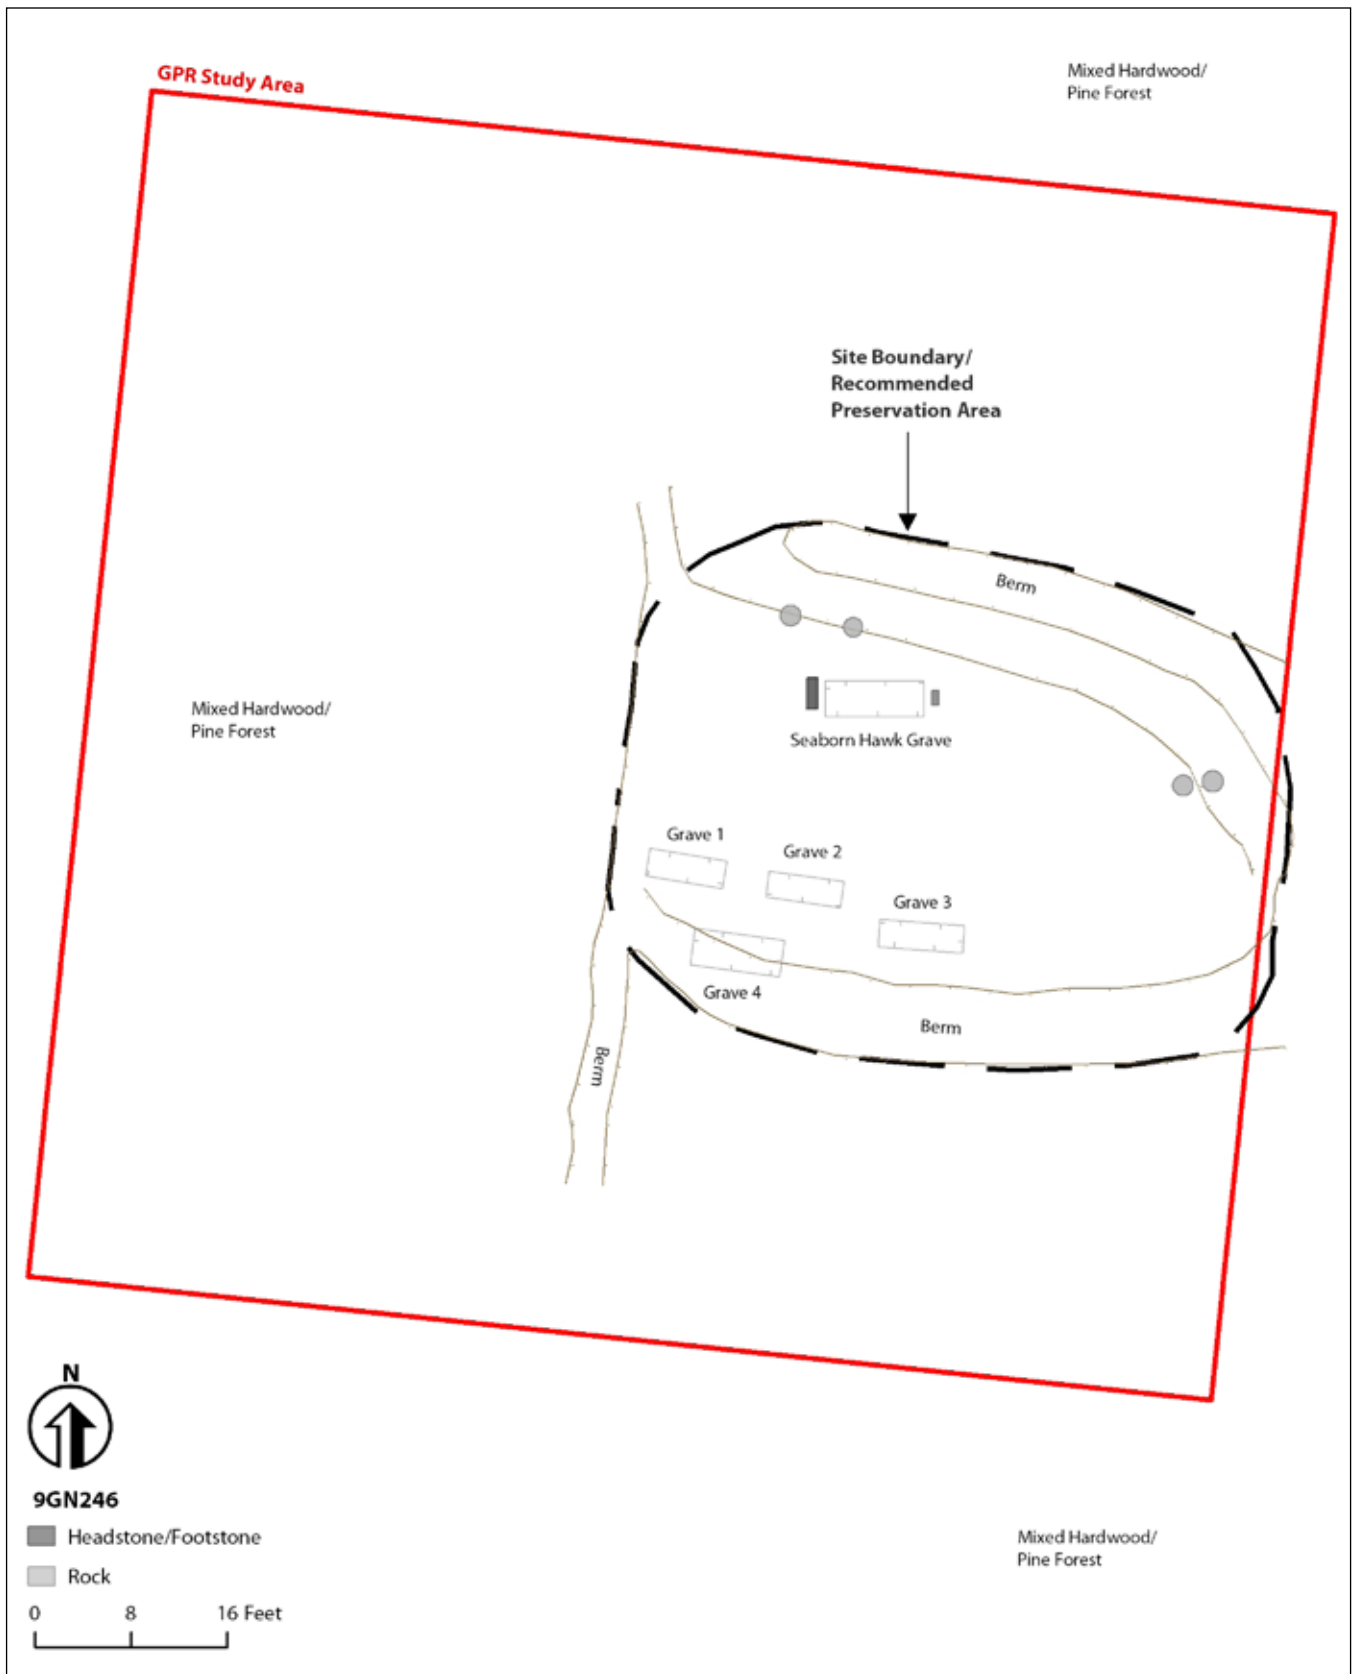 GPR Study Area
Mixed Hardwood/
Pine Forest
Site Boundary/
Recommended
Preservation Area
Berm
Mixed Hardwood/
Pine Forest
Seaborn Hawk Grave
Grave 1
Grave 2
Grave 3
Grave 4
Berm
Berm
N
9GN246
Headstone/Footstone
Rock
0 8 16 Feet
Mixed Hardwood/
Pine Forest